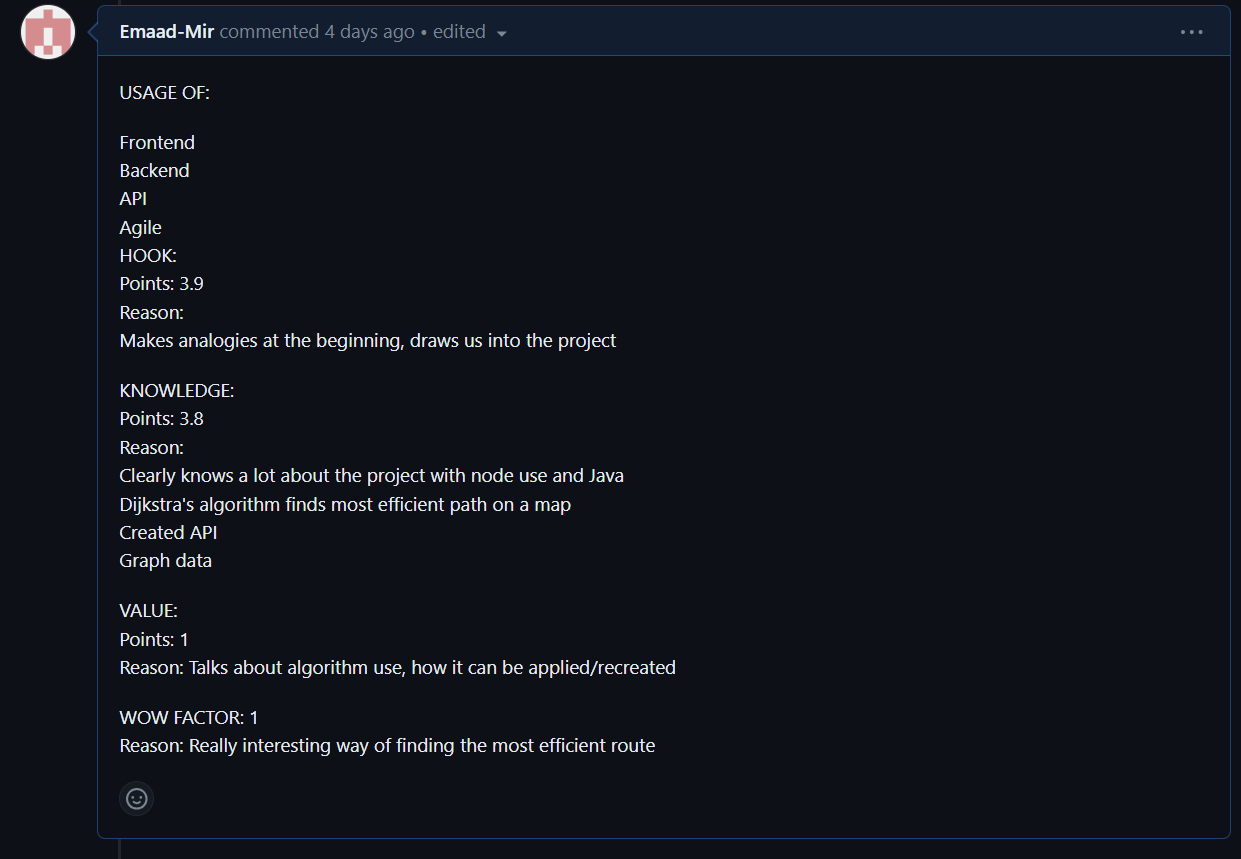 Emaad-Mir commented 4 days ago • edited
USAGE OF:
Frontend
Backend
API
Agile
HOOK:
Points: 3.9
Reason:
Makes analogies at the beginning, draws us into the project
KNOWLEDGE:
Points: 3.8
Reason:
Clearly knows a lot about the project with node use and Java
Dijkstra's algorithm finds most efficient path on a map
Created API
Graph data
VALUE:
Points: 1
Reason: Talks about algorithm use, how it can be applied/recreated
WOW FACTOR: 1
Reason: Really interesting way of finding the most efficient route